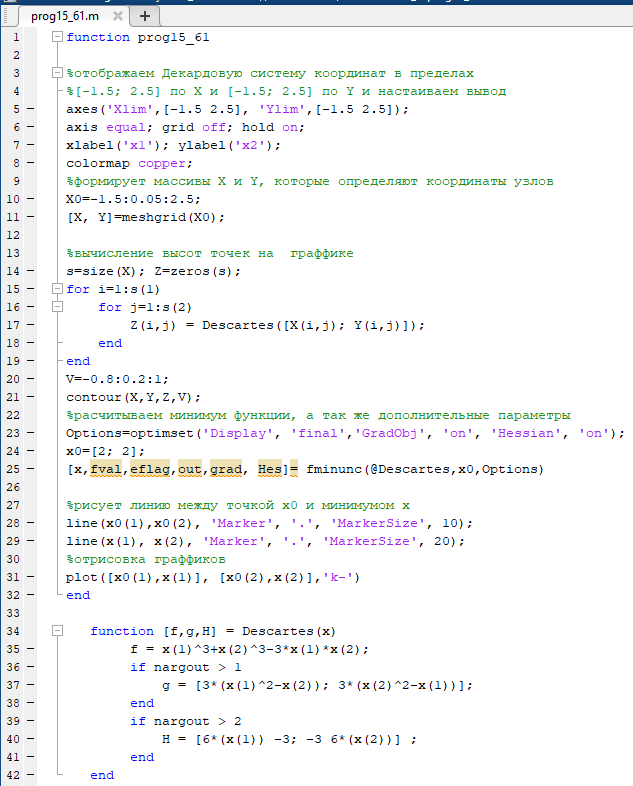 prog15_61.m
1 function prog15_61
2
3 %отображаем Декардовую систему координат в пределах
4 %[-1.5; 2.5] по X и [-1.5; 2.5] по Y и настаиваем вывод
5 axes('Xlim',[-1.5 2.5], 'Ylim',[-1.5 2.5]);
6 axis equal; grid off; hold on;
7 xlabel('x1'); ylabel('x2');
8 colormap copper;
9 %формирует массивы X и Y, которые определяют координаты узлов
10 X0=-1.5:0.05:2.5;
11 [X, Y]=meshgrid(X0);
12
13 %вычисление высот точек на  граффике
14 s=size(X); Z=zeros(s);
15 for i=1:s(1)
16 for j=1:s(2)
17 Z(i,j) = Descartes([X(i,j); Y(i,j)]);
18 end
19 end
20 V=-0.8:0.2:1;
21 contour(X,Y,Z,V);
22 %расчитываем минимум функции, а так же дополнительные параметры
23 Options=optimset('Display', 'final','GradObj', 'on', 'Hessian', 'on');
24 x0=[2; 2];
25 [x,fval,eflag,out,grad, Hes]= fminunc(@Descartes,x0,Options)
26
27 %рисует линию между точкой x0 и минимумом x
28 line(x0(1),x0(2), 'Marker', '.', 'MarkerSize', 10);
29 line(x(1), x(2), 'Marker', '.', 'MarkerSize', 20);
30 %отрисовка граффиков
31 plot([x0(1),x(1)], [x0(2),x(2)],'k-')
32 end
33
34 function [f,g,H] = Descartes(x)
35 f = x(1)^3+x(2)^3-3*x(1)*x(2);
36 if nargout > 1
37 g = [3*(x(1)^2-x(2)); 3*(x(2)^2-x(1))];
38 end
39 if nargout > 2
40 H = [6*(x(1)) -3; -3 6*(x(2))] ;
41 end
42 end